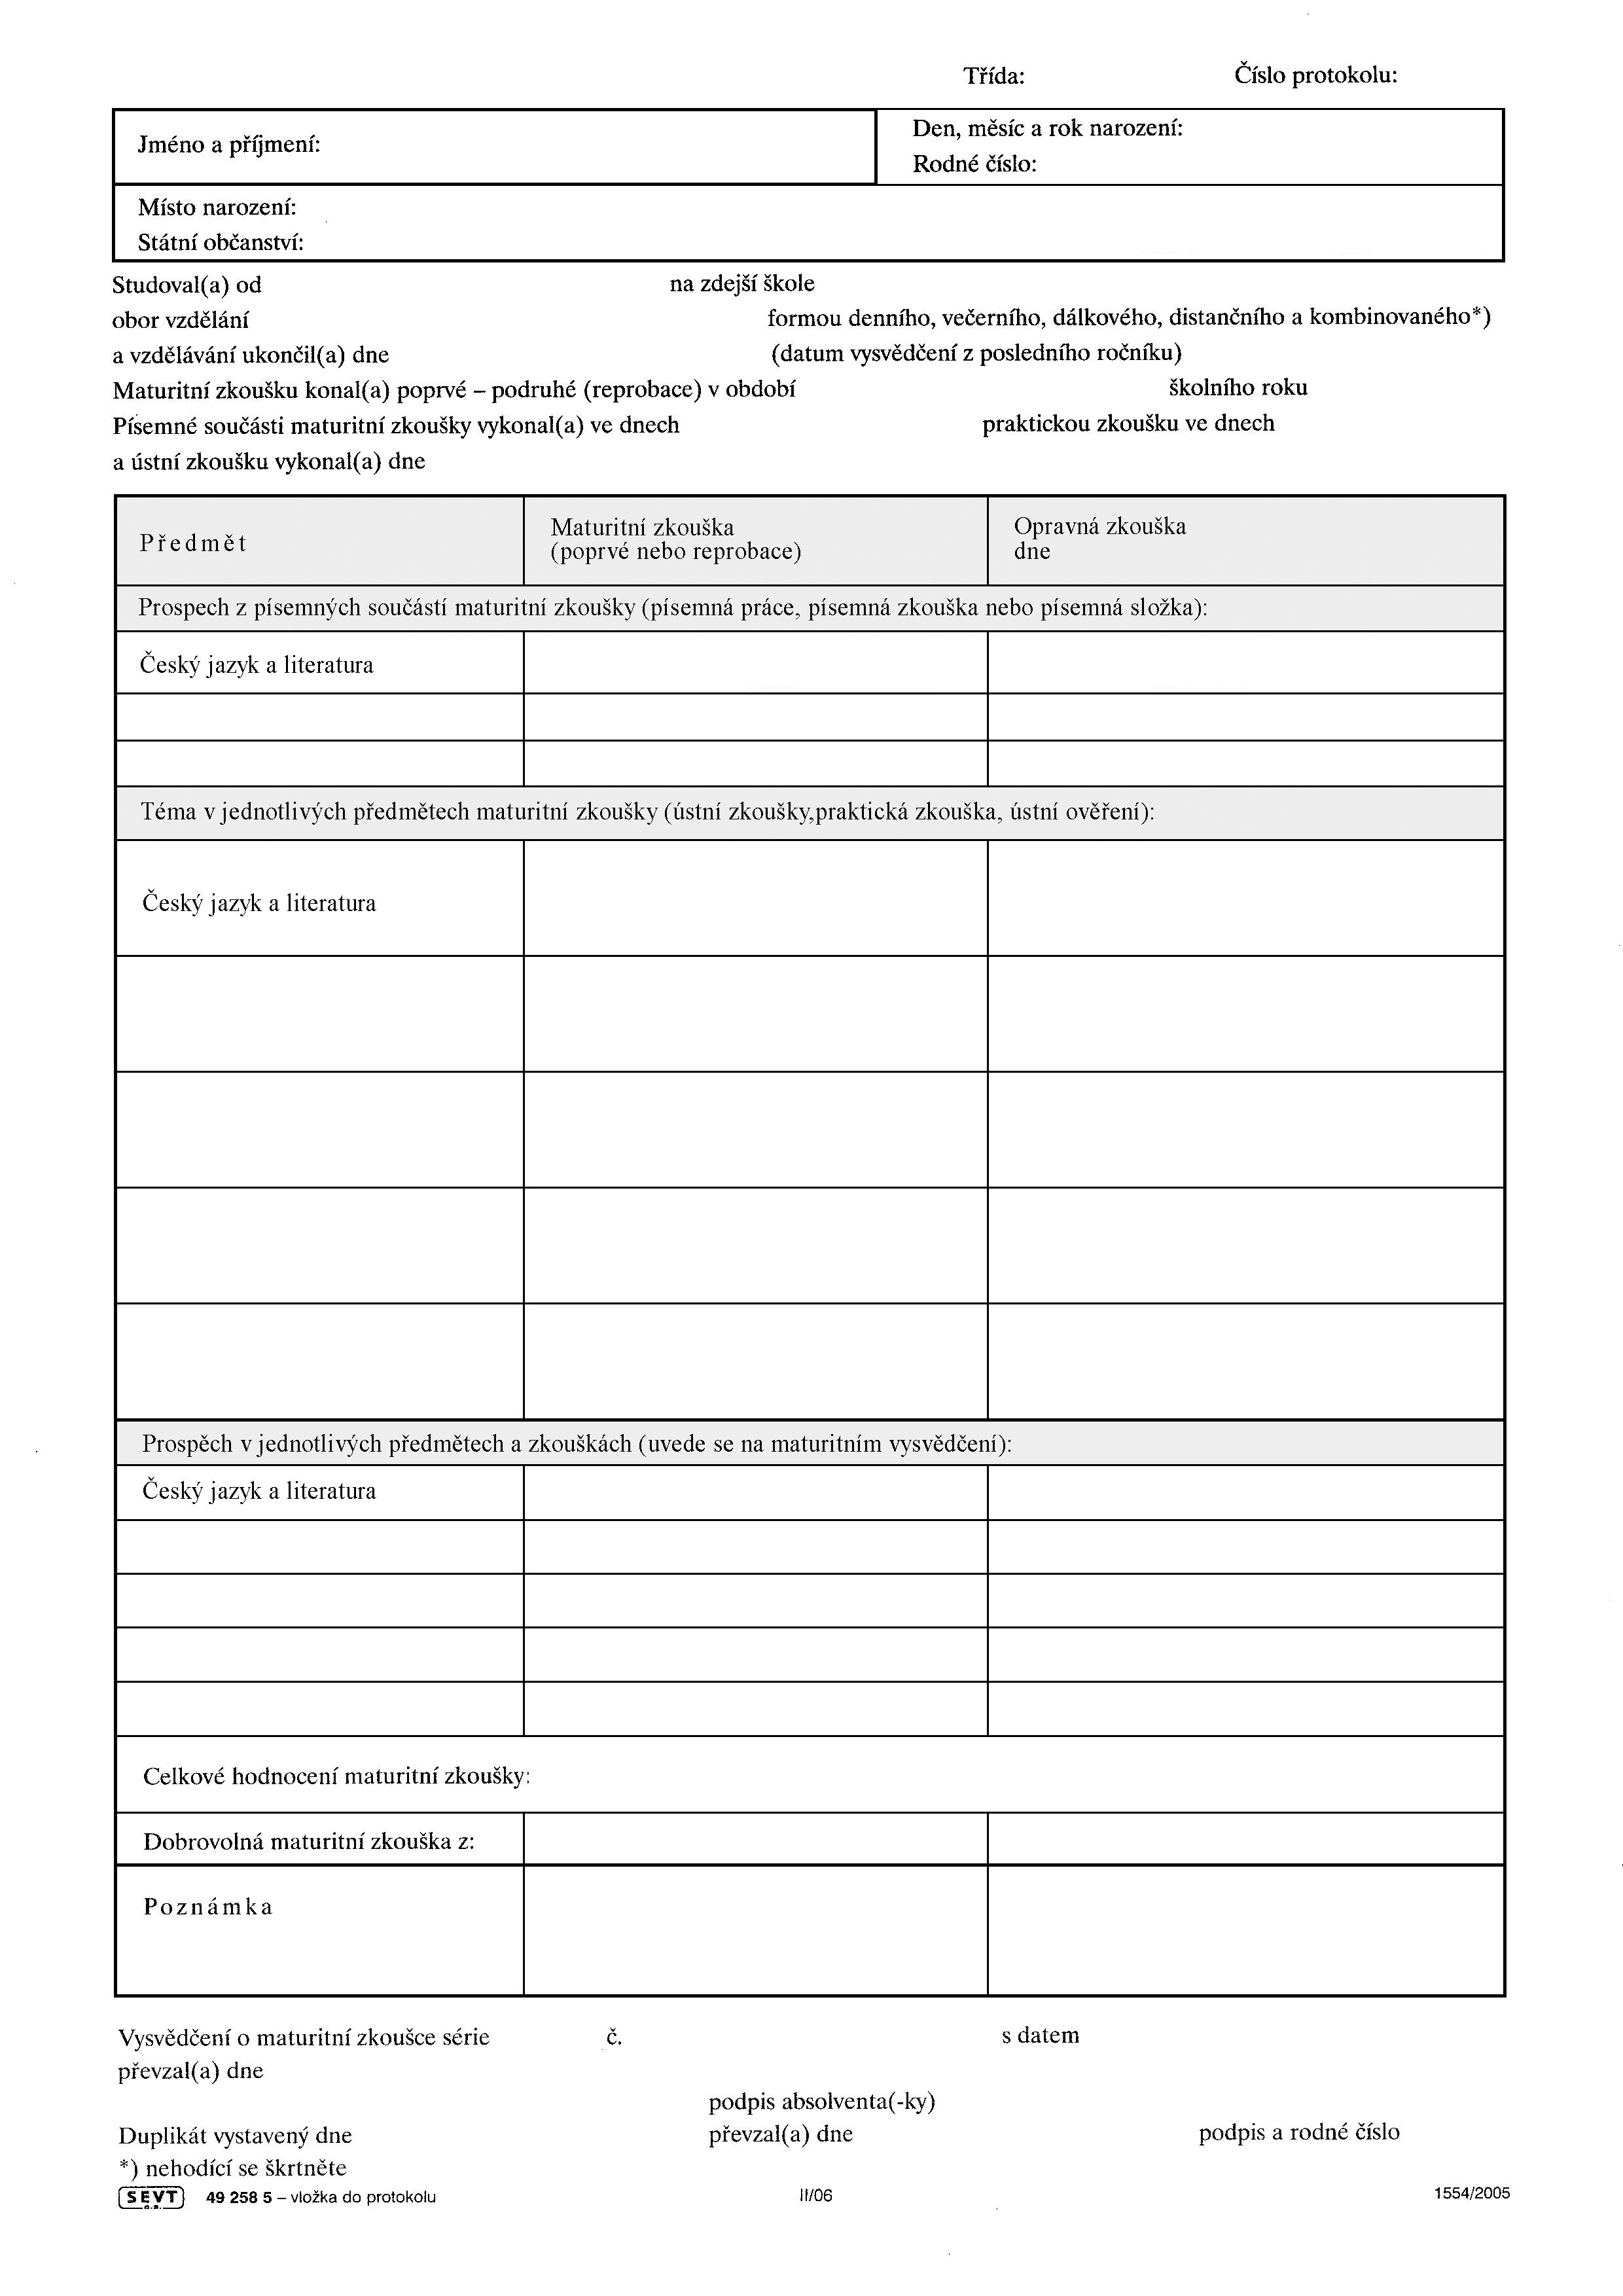 Třída: Číslo protokolu:
Jméno a příjmení:
Den, měsíc a rok narození:
Rodné číslo:
Místo narození:
Státní občanství:
Studoval(a) od na zdejší škole
obor vzdělání formou denního, večerního, dálkového, distančního a kombinovaného*)
a vzdělávání ukončil(a) dne (datum vysvědčení z posledního ročníku)
Maturitní zkoušku konal(a) poprvé – podruhé (reprobace) v období školního roku
Písemné součásti maturitní zkoušky vykonal(a) ve dnech praktickou zkoušku ve dnech
a ústní zkoušku vykonal(a) dne
Předmět
Maturitní zkouška
(poprvé nebo reprobace)
Opravná zkouška
dne
Prospech z písemných součástí maturitní zkoušky (písemná práce, písemná zkouška nebo písemná složka):
Český jazyk a literatura
Téma v jednotlivých předmětech maturitní zkoušky (ústní zkoušky,praktická zkouška, ústní ověření):
Český jazyk a literatura
Prospěch v jednotlivých předmětech a zkouškách (uvede se na maturitním vysvědčení):
Český jazyk a literatura
Celkové hodnocení maturitní zkoušky:
Dobrovolná maturitní zkouška z:
Poznámka
Vysvědčení o maturitní zkoušce série č. s datem
převzal(a) dne
podpis absolventa(-ky)
Duplikát vystavený dne převzal(a) dne podpis a rodné číslo
*) nehodící se škrtněte
SEVT a.s. 49 258 5 – vložka do protokolu II/06 1554/2005